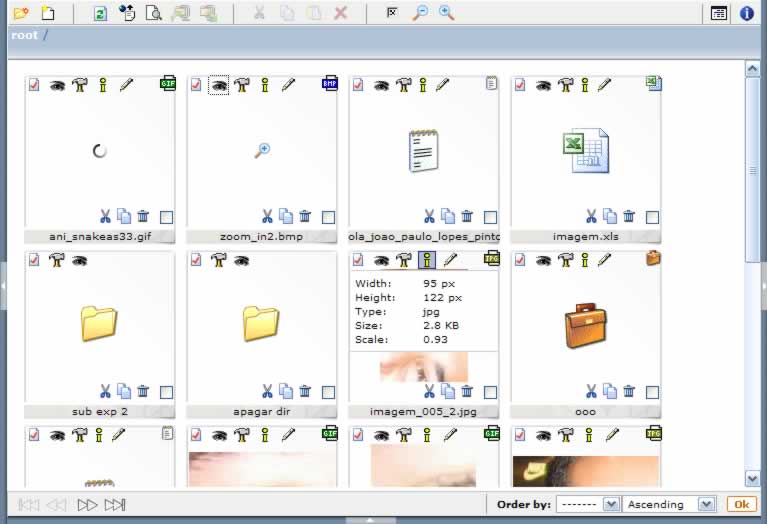 root /
GIF
BMP
ani_snakeas33.gif
zoom_in2.bmp
ola_joao_paulo_lopes_pinto
imagem.xls
JPG
Width: 95 px
Height: 122 px
Type: jpg
Size: 2.8 KB
Scale: 0.93
sub exp 2
apagar dir
imagem_005_2.jpg
ooo
GIF
GIF
JPG
Order by: ------- Ascending Ok